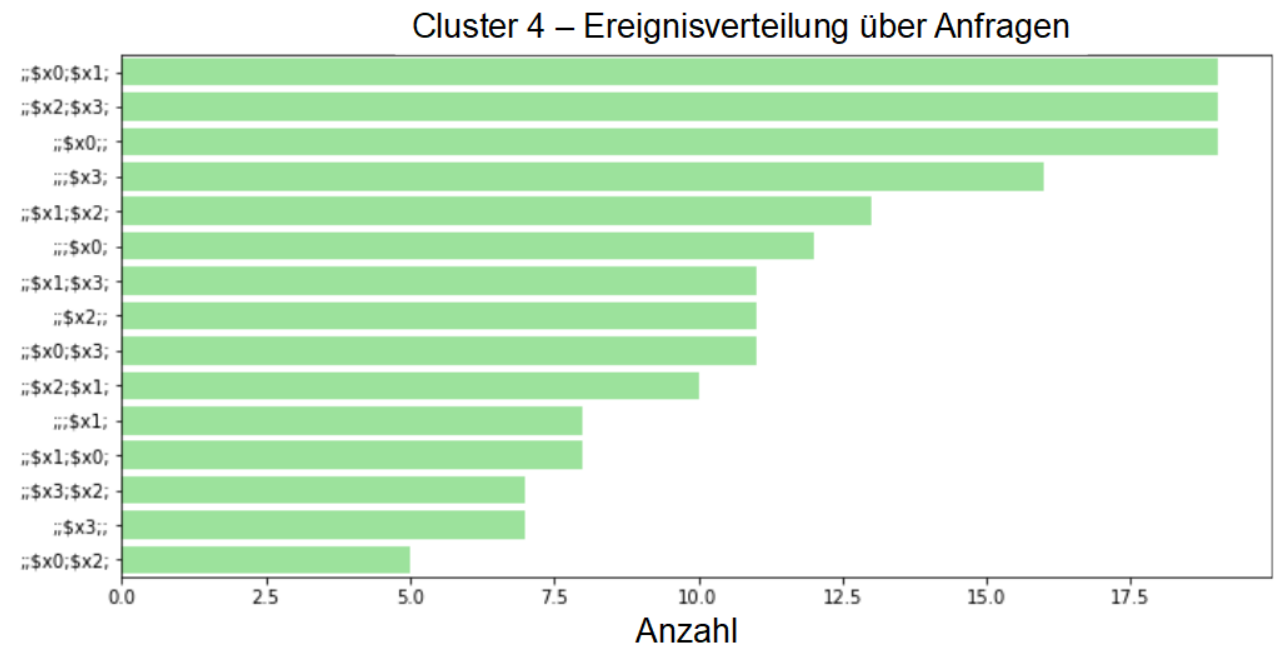 Cluster 4 – Ereignisverteilung über Anfragen
;;$x0;$x1;
;;$x2;$x3;
;;$x0;;
;;;$x3;
;;$x1;$x2;
;;;$x0;
;;$x1;$x3;
;;$x2;;
;;$x0;$x3;
;;$x2;$x1;
;;;$x1;
;;$x1;$x0;
;;$x3;$x2;
;;$x3;;
;;$x0;$x2;
0.0 2.5 5.0 7.5 10.0 12.5 15.0 17.5
Anzahl